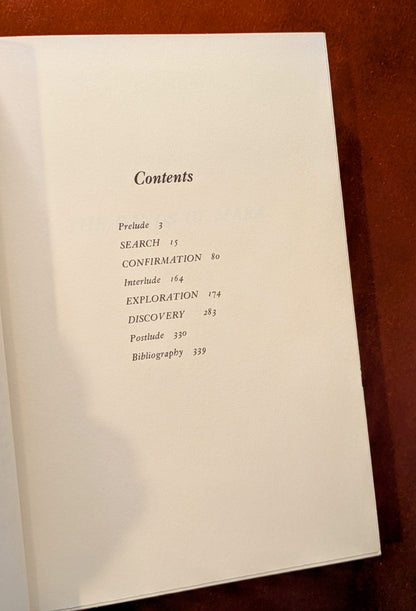 Contents
Prelude 3
SEARCH 15
CONFIRMATION 80
Interlude 164
EXPLORATION 174
DISCOVERY 283
Postlude 330
Bibliography 339